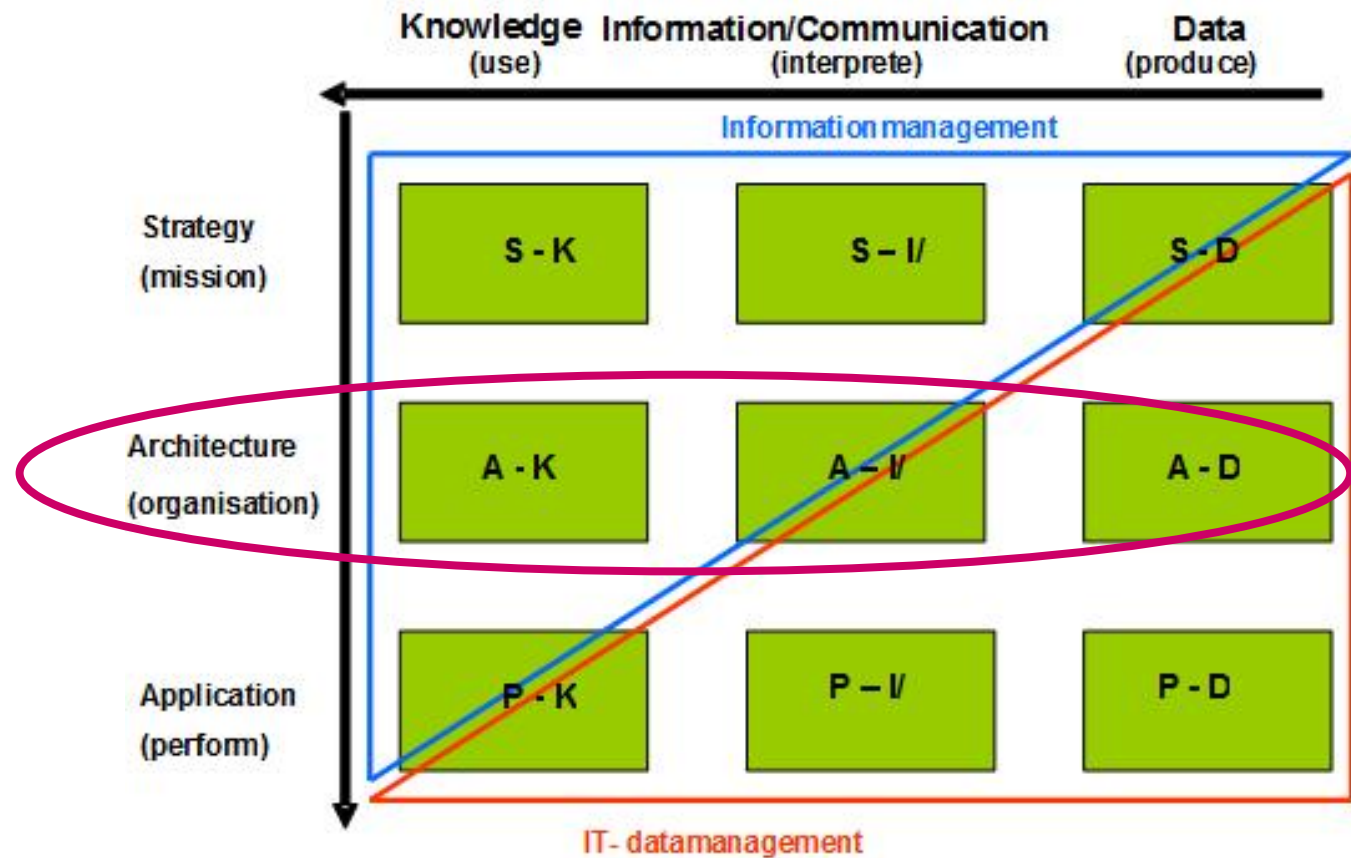 Knowledge Information/Communication Data
(use) (interprete) (produce)
Information management
Strategy
(mission)
S - K S – I/ S - D
Architecture
(organisation)
A - K A – I/ A - D
Application
(perform)
P - K P – I/ P - D
IT- datamanagement